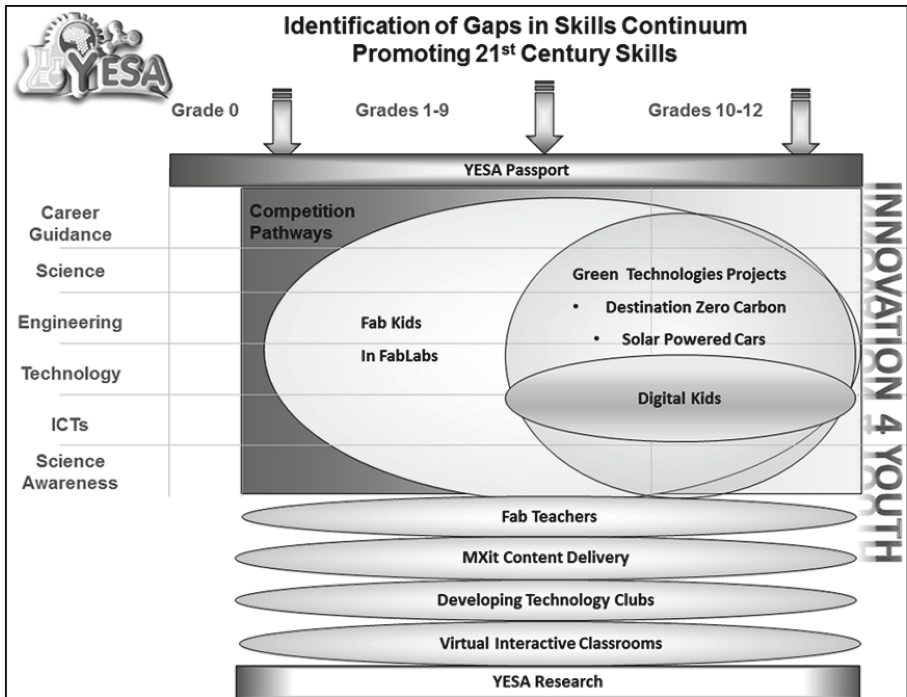 YESA
Identification of Gaps in Skills Continuum
Promoting 21st Century Skills
Grade 0
Grades 1-9
Grades 10-12
YESA Passport
Career
Guidance
Science
Engineering
Technology
ICTs
Science
Awareness
Competition
Pathways
Fab Kids
In FabLabs
Green Technologies Projects
• Destination Zero Carbon
• Solar Powered Cars
Digital Kids
INNOVATION 4 YOUTH
Fab Teachers
MXit Content Delivery
Developing Technology Clubs
Virtual Interactive Classrooms
YESA Research